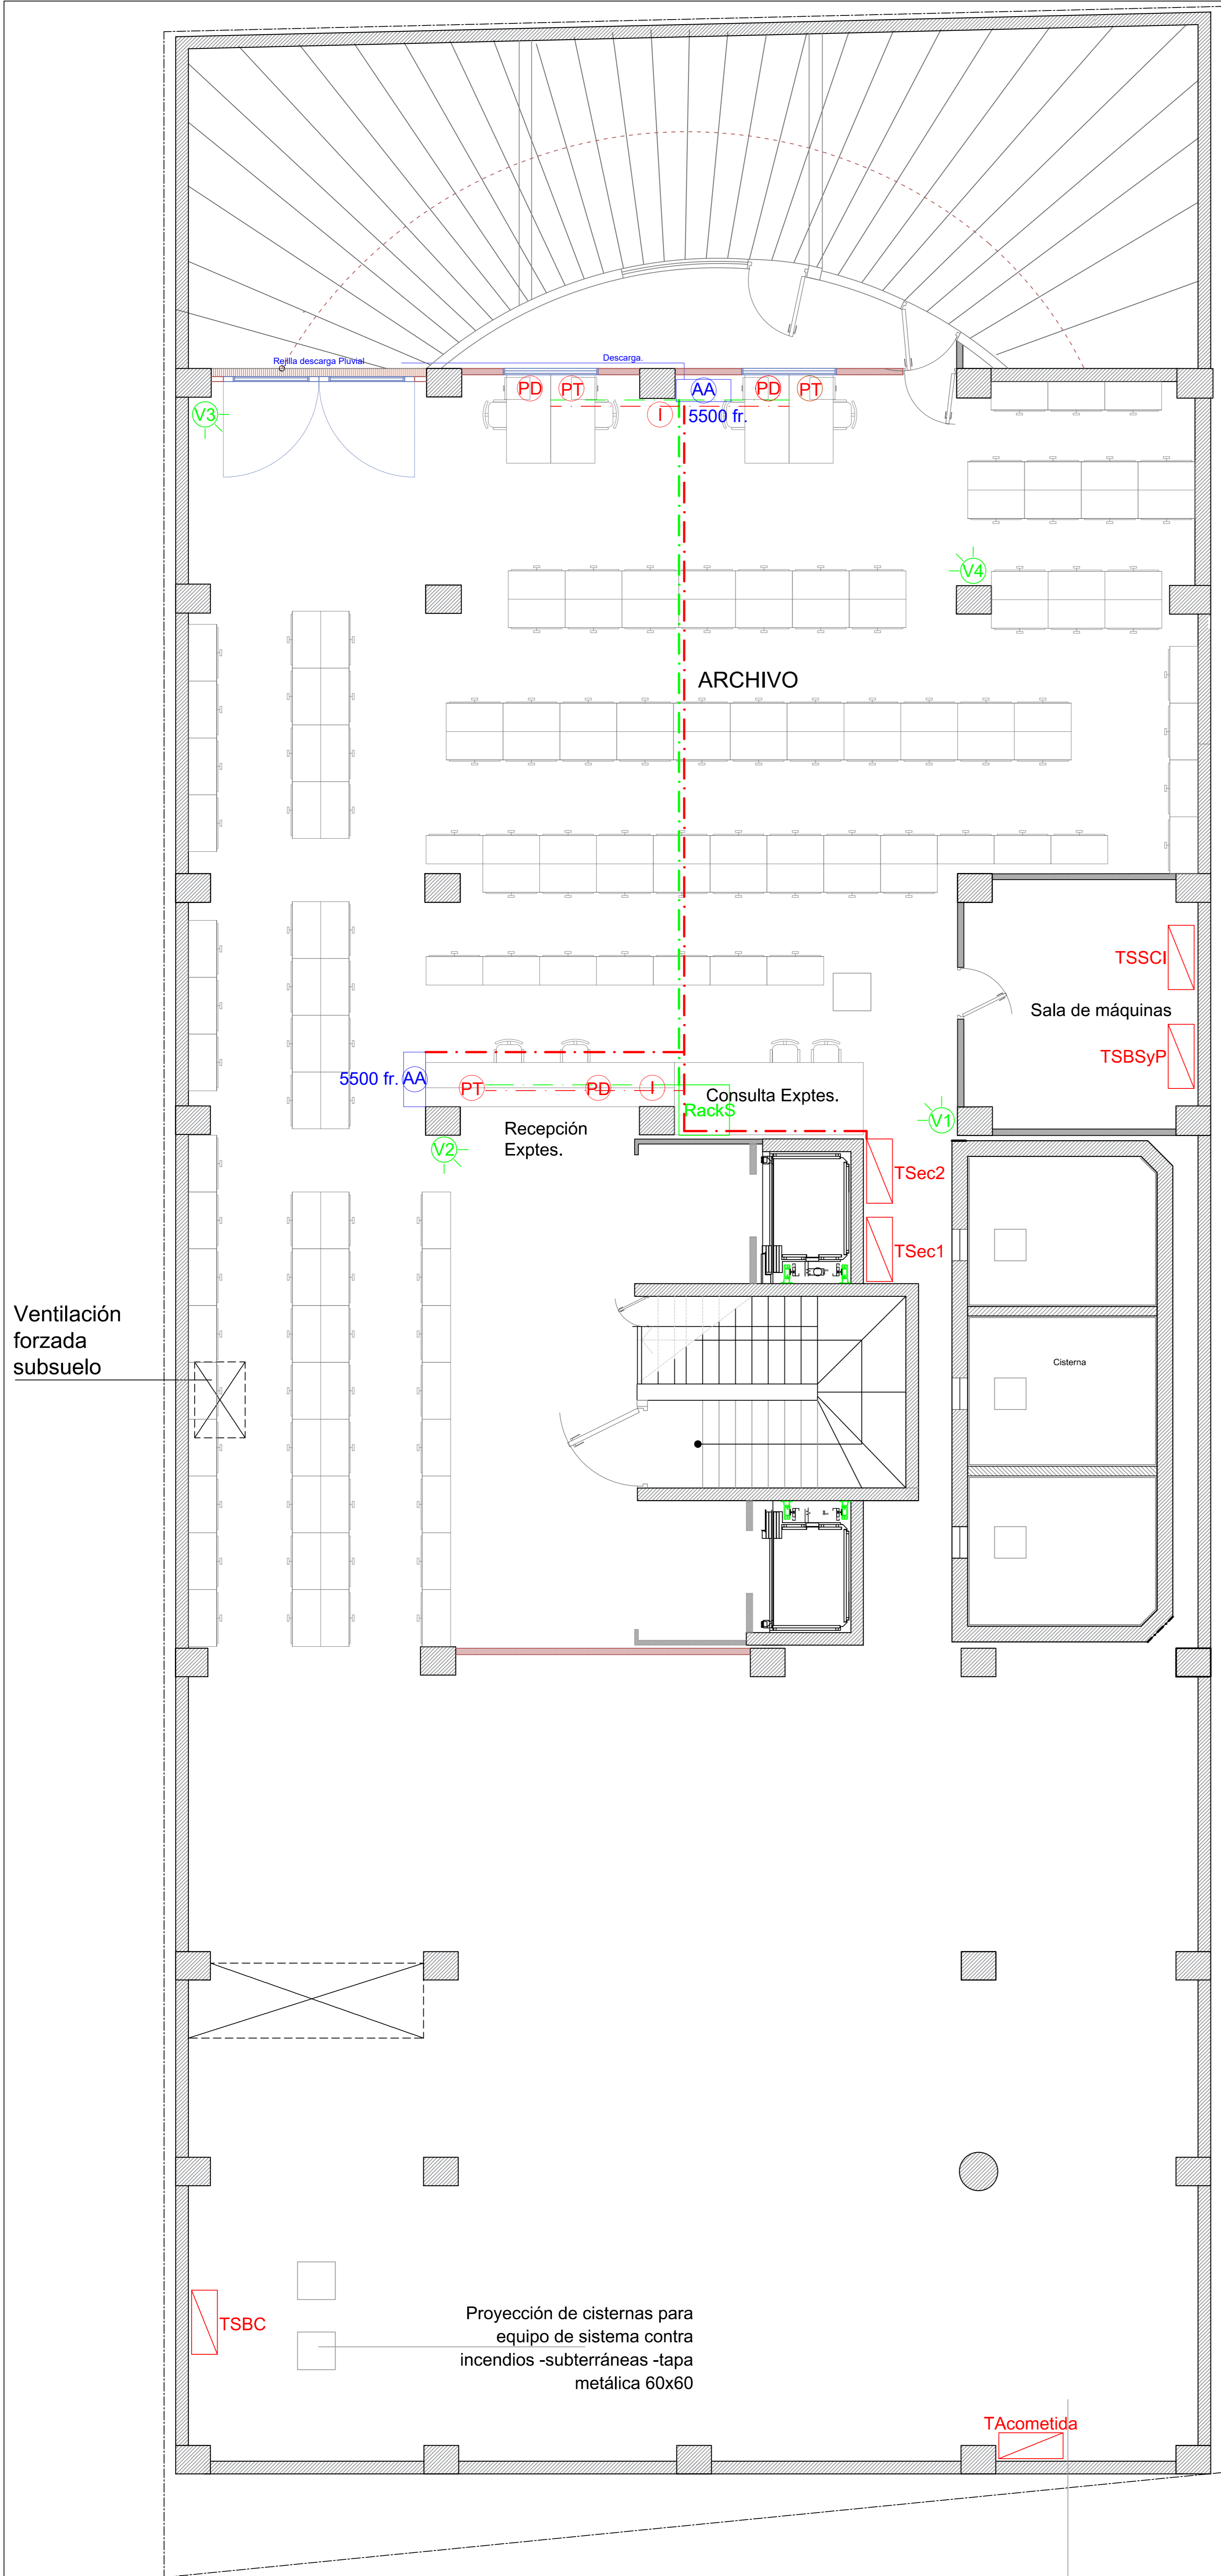 Rejilla descarga Pluvial
Descarga.
PD
PT
AA
PD
PT
V3
I
5500 fr.
V4
ARCHIVO
TSSCI
Sala de máquinas
TSBSyP
5500 fr.
AA
PT
PD
I
Consulta Exptes.
RackS
V1
Recepción
Exptes.
V2
TSec2
TSec1
Ventilación
forzada
subsuelo
Cisterna
TSBC
Proyección de cisternas para
equipo de sistema contra
incendios -subterráneas -tapa
metálica 60x60
TAcometida